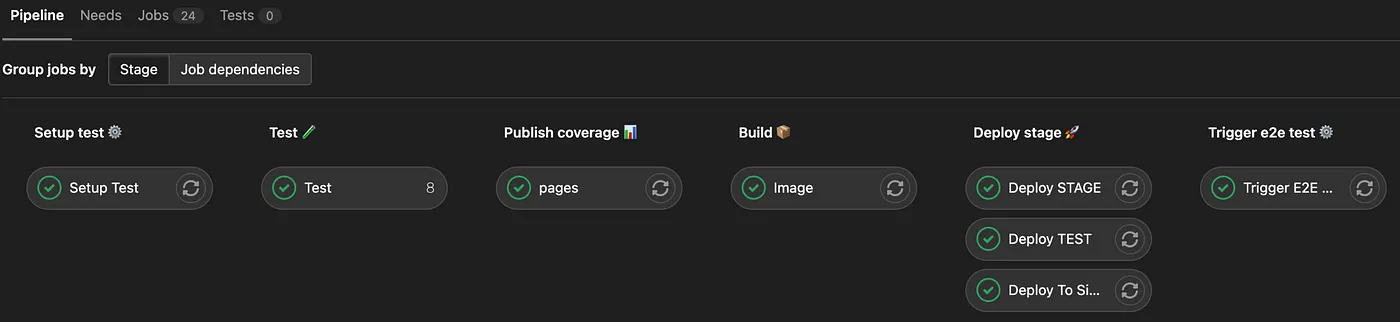 Pipeline Needs Jobs 24 Tests 0
Group jobs by Stage Job dependencies
Setup test ⚙️ Test 🧪 Publish coverage 📊 Build 📦 Deploy stage 🚀 Trigger e2e test ⚙️
Setup Test Test 8 pages Image Deploy STAGE Trigger E2E ...
Deploy TEST
Deploy To Si...